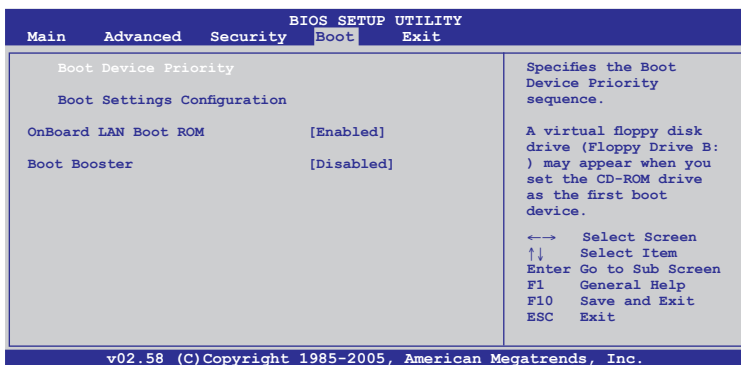 BIOS SETUP UTILITY
Main Advanced Security Boot Exit
Boot Device Priority
Boot Settings Configuration
OnBoard LAN Boot ROM [Enabled]
Boot Booster [Disabled]
Specifies the Boot
Device Priority
sequence.
A virtual floppy disk
drive (Floppy Drive B:
) may appear when you
set the CD-ROM drive
as the first boot
device.
←→ Select Screen
↑↓ Select Item
Enter Go to Sub Screen
F1 General Help
F10 Save and Exit
ESC Exit
v02.58 (C)Copyright 1985-2005, American Megatrends, Inc.